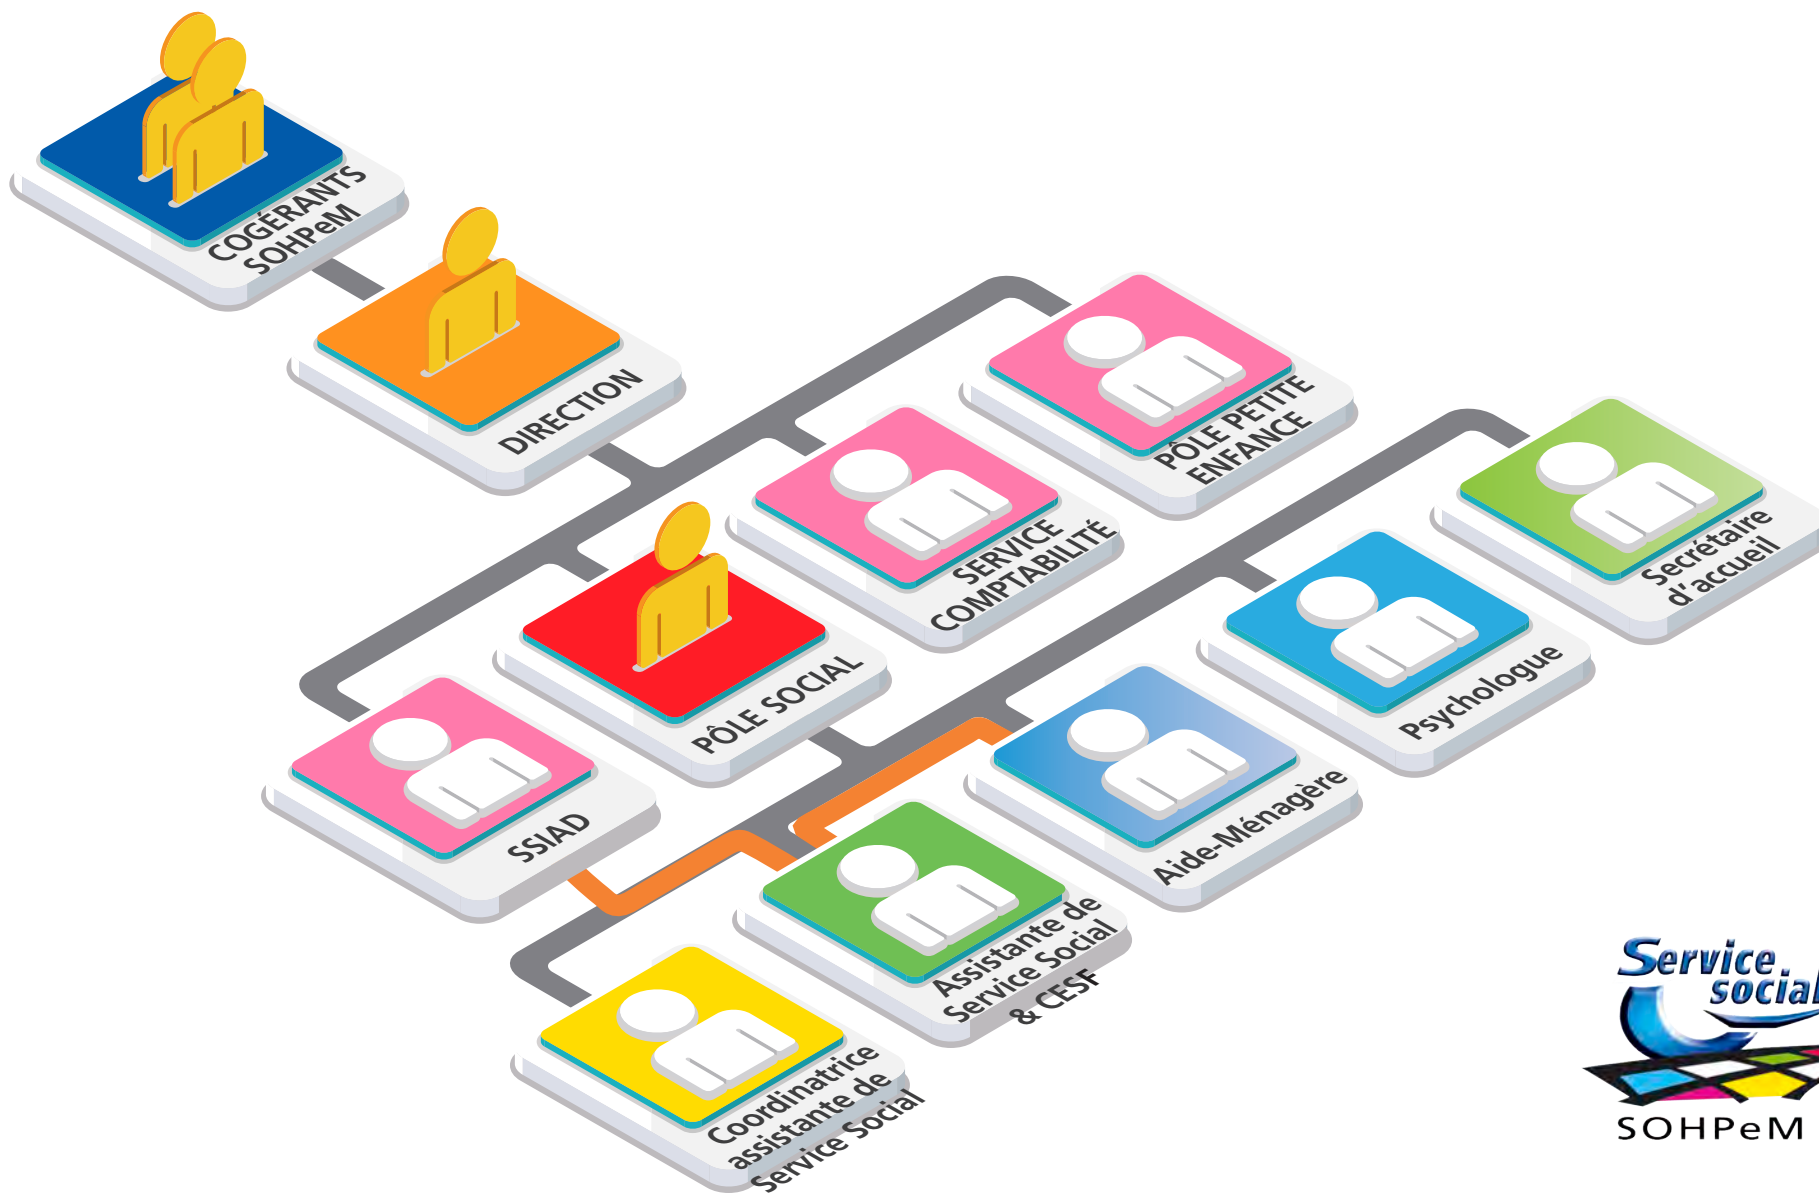 COGÉRANTS
SOHPeM
DIRECTION
PÔLE PETITE
ENFANCE
SERVICE
COMPTABILITÉ
PÔLE SOCIAL
SSIAD
Secrétaire
d'accueil
Psychologue
Aide-Ménagère
Assistante de
Service Social
& CESF
Coordinatrice
assistante de
Service Social
Service
social
SOHPeM